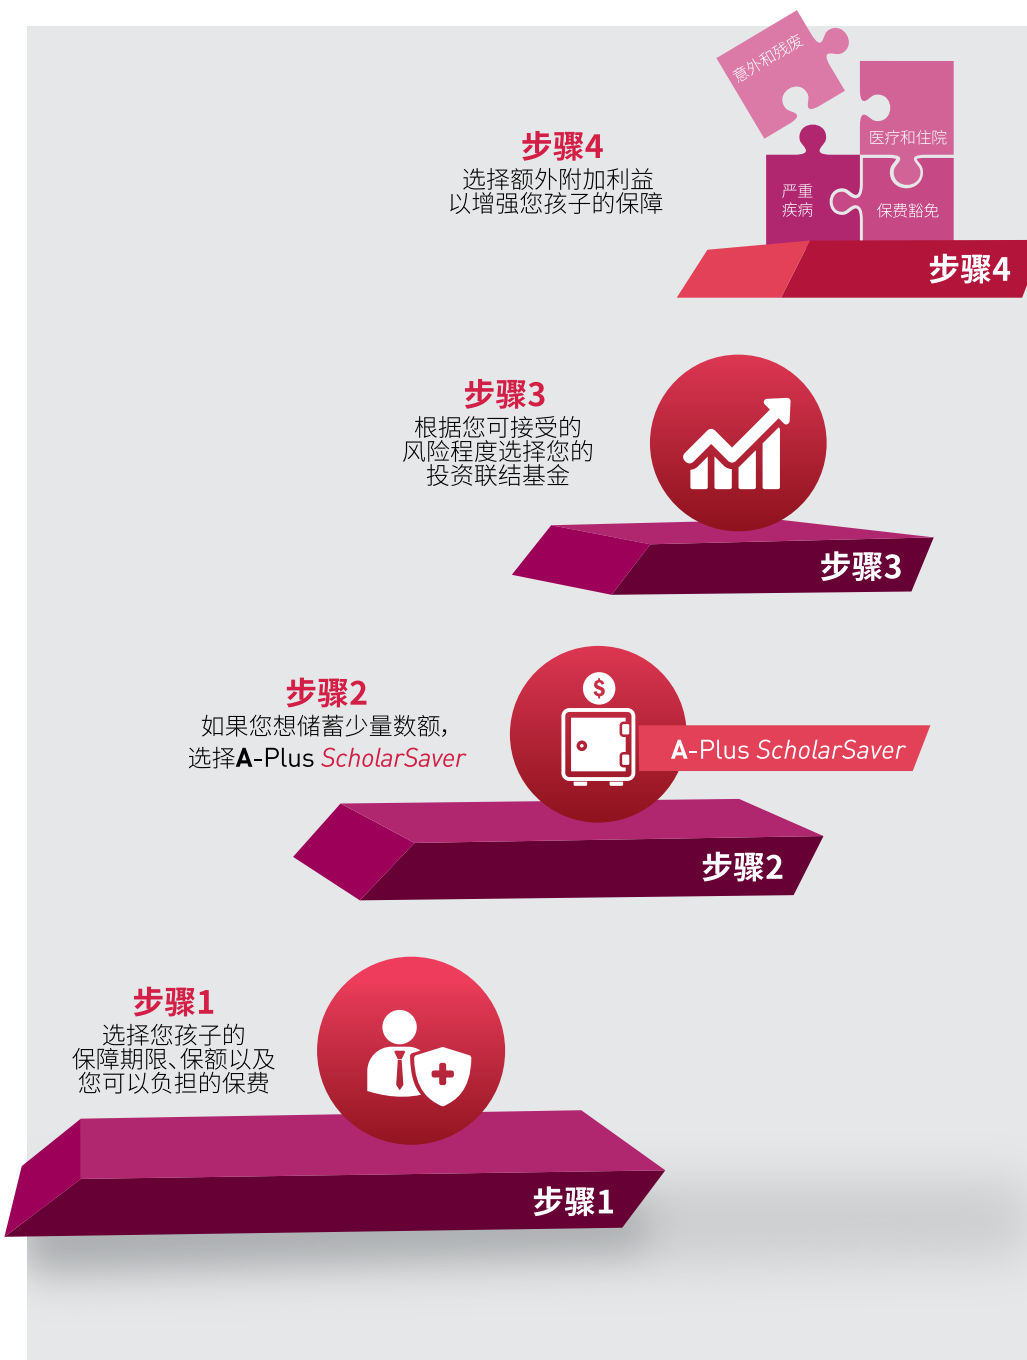 意外和残废
医疗和住院
严重
疾病
保费豁免
步骤4
选择额外附加利益
以增强您孩子的保障
步骤4
步骤3
根据您可接受的
风险程度选择您的
投资联结基金
步骤3
步骤2
如果您想储蓄少量数额，
选择A-Plus ScholarSaver
$
A-Plus ScholarSaver
步骤2
步骤1
选择您孩子的
保障期限、保额以及
您可以负担的保费
步骤1